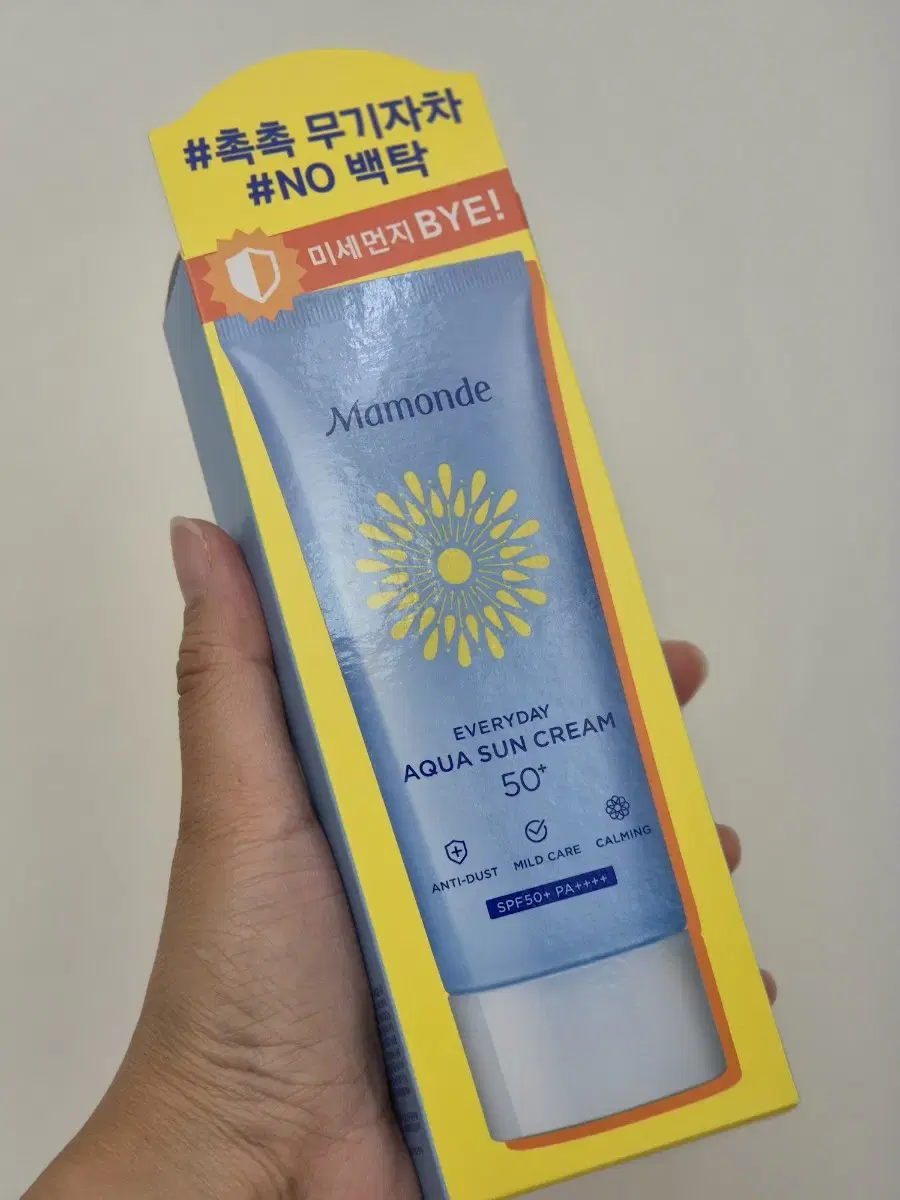 #촉촉 무기자차
#NO 백탁
미세먼지 BYE!
Mamonde
EVERYDAY
AQUA SUN CREAM
50+
ANTI-DUST
MILD CARE
CALMING
SPF50+ PA++++